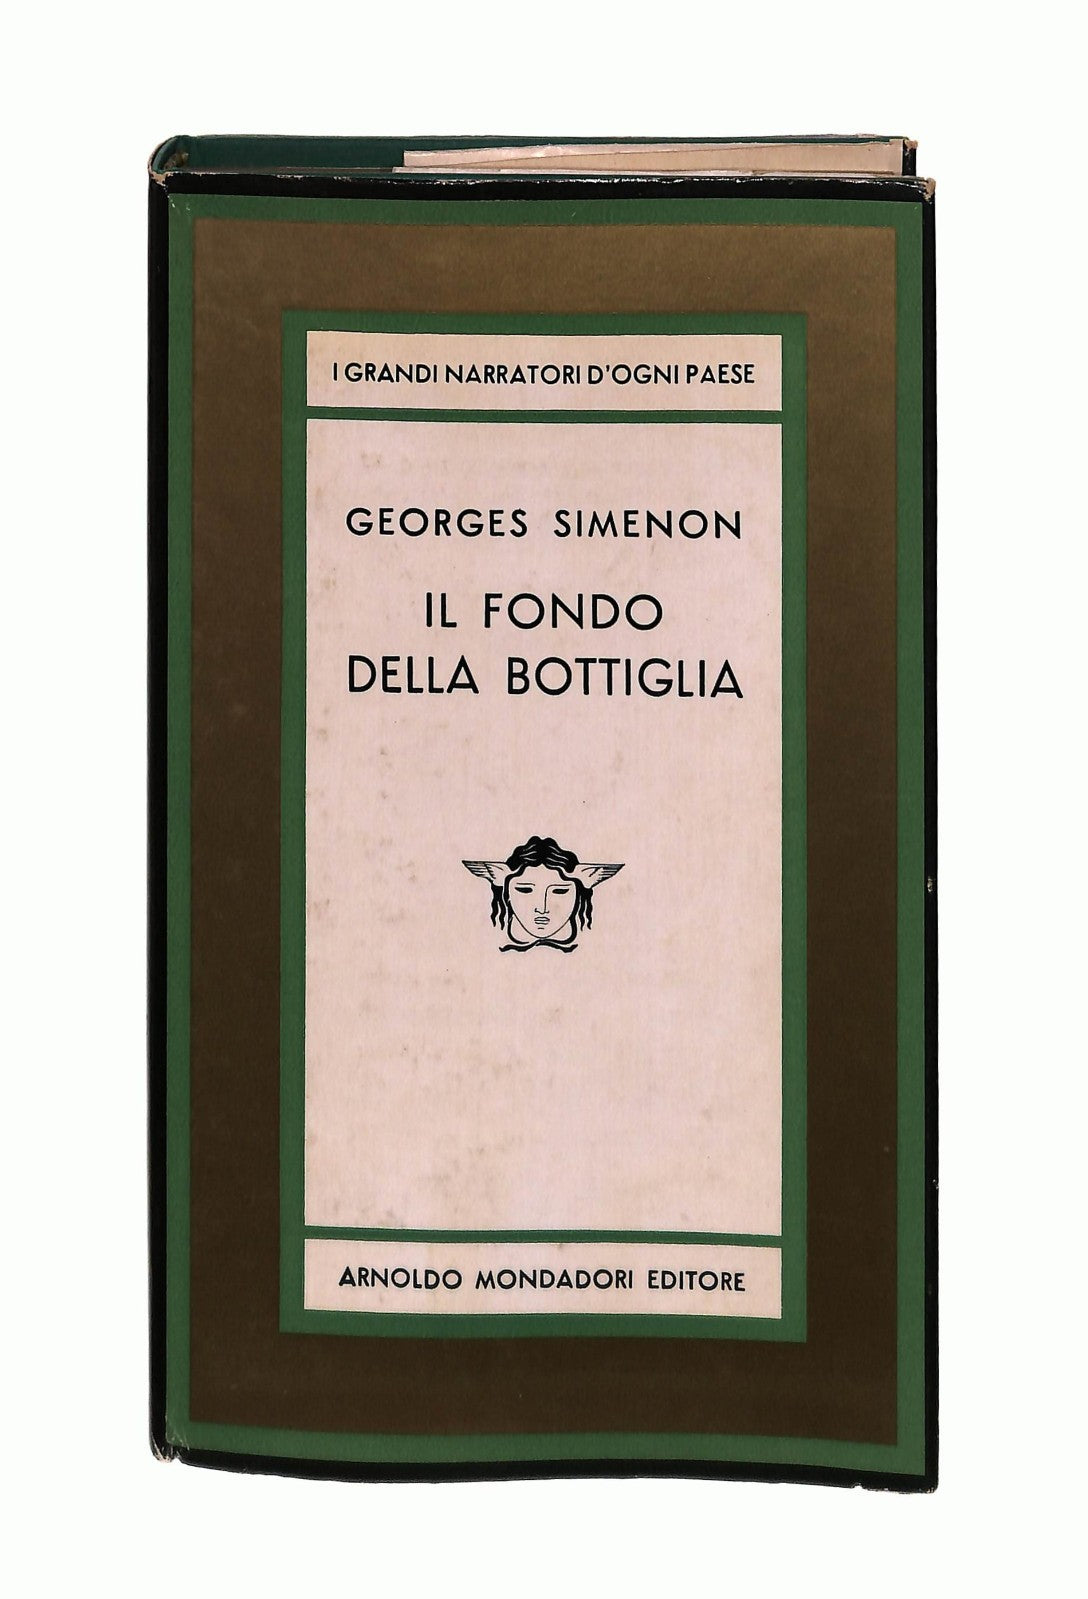 I GRANDI NARRATORI D'OGNI PAESE
GEORGES SIMENON
IL FONDO
DELLA BOTTIGLIA
ARNOLDO MONDADORI EDITORE